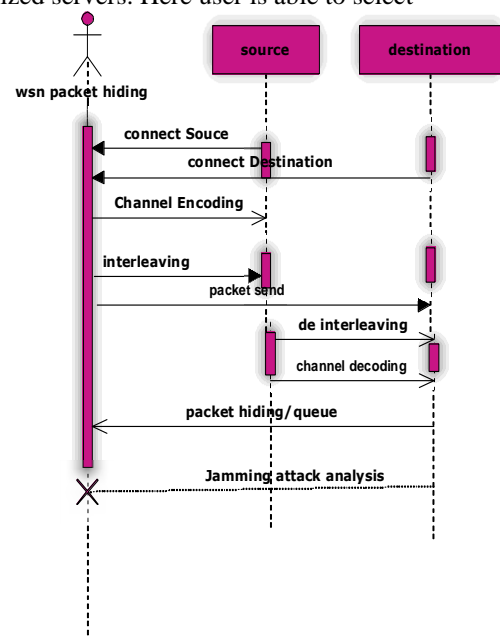 ized servers. Here user is able to select
source
destination
wsn packet hiding
connect Souce
connect Destination
Channel Encoding
interleaving
packet send
de interleaving
channel decoding
packet hiding/queue
Jamming attack analysis